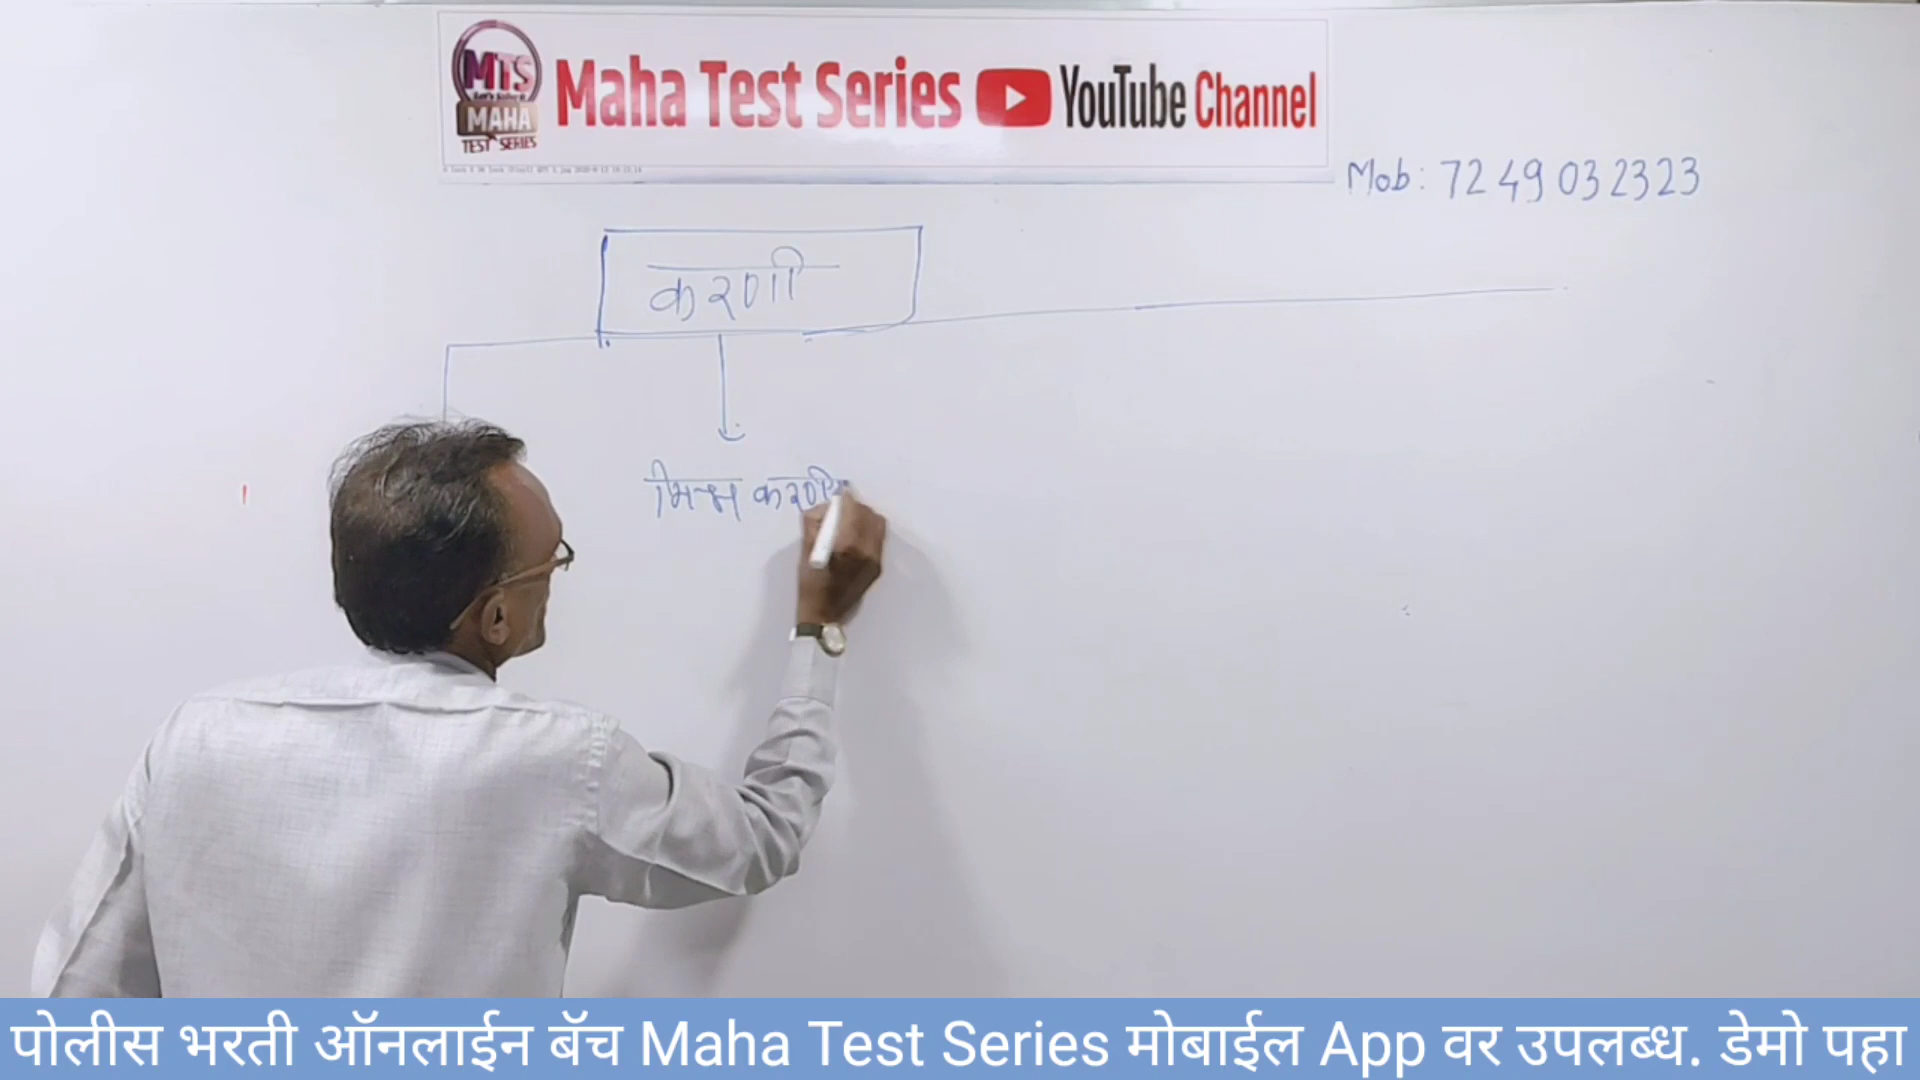 MTS
MAHA
TEST SERIES
Maha Test Series YouTube Channel
Mob: 7249032323
करणी
भिन्न करणी
पोलीस भरती ऑनलाईन बॅच Maha Test Series मोबाईल App वर उपलब्ध. डेमो पहा